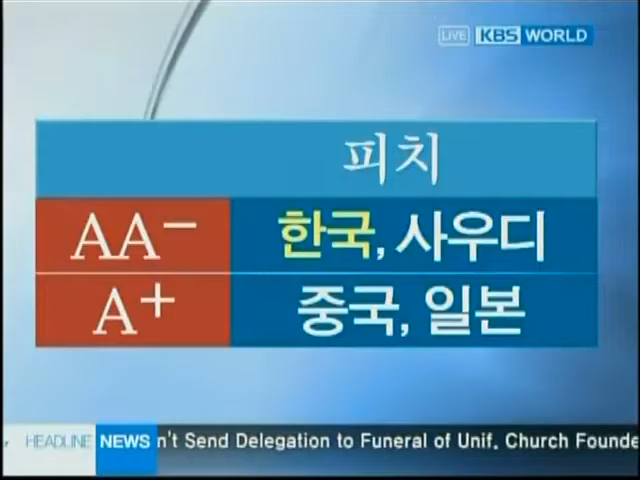 LIVE KBS WORLD
피치
AA− 한국, 사우디
A+ 중국, 일본
HEADLINE NEWS n't Send Delegation to Funeral of Unif. Church Founde